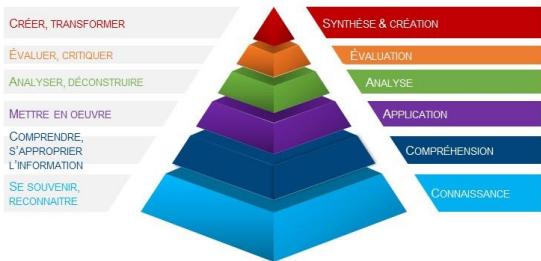 CRÉER, TRANSFORMER
SYNTHÈSE & CRÉATION
ÉVALUER, CRITIQUER
ÉVALUATION
ANALYSER, DÉCONSTRUIRE
ANALYSE
METTRE EN OEUVRE
APPLICATION
COMPRENDRE,
S'APPROPRIER
L'INFORMATION
COMPRÉHENSION
SE SOUVENIR,
RECONNAITRE
CONNAISSANCE